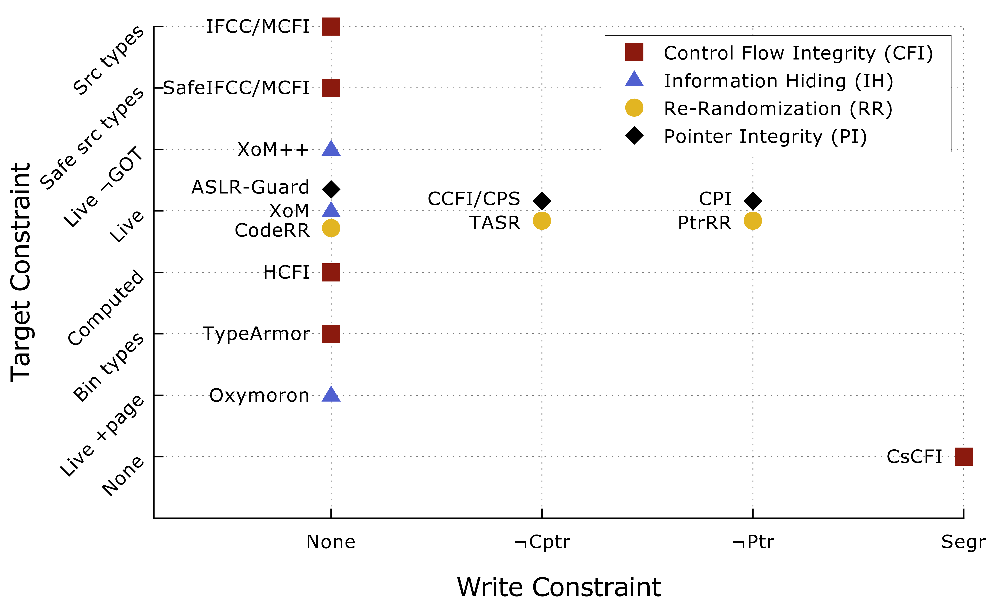 Src types
IFCC/MCFI
Control Flow Integrity (CFI)
Information Hiding (IH)
Re-Randomization (RR)
Pointer Integrity (PI)
Safe src types
SafeIFCC/MCFI
Live ¬GOT
XoM++
ASLR-Guard
CCFI/CPS
CPI
Live
XoM
TASR
PtrRR
CodeRR
Computed
HCFI
Bin types
TypeArmor
Live +page
Oxymoron
None
CsCFI
Target Constraint
None
¬Cptr
¬Ptr
Segr
Write Constraint